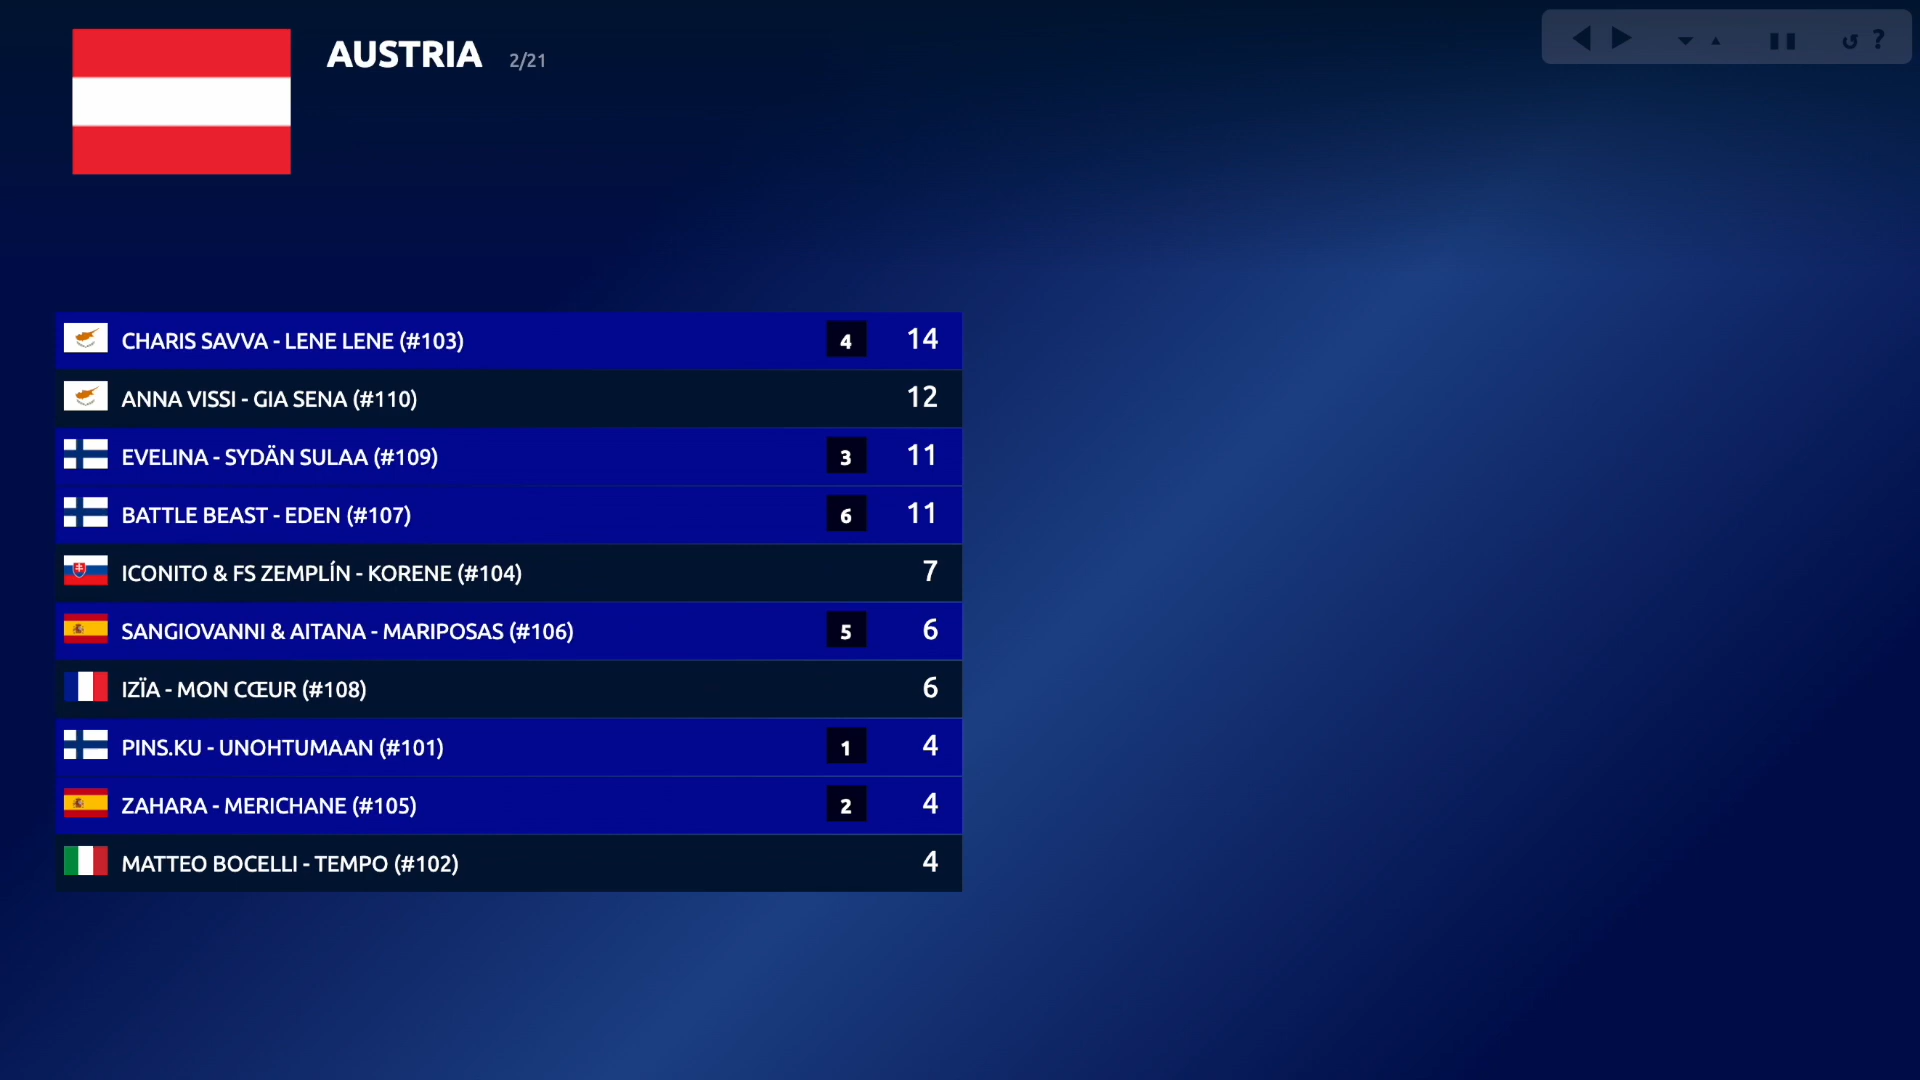 AUSTRIA 2/21
?
CHARIS SAVVA - LENE LENE (#103) 4 14
ANNA VISSI - GIA SENA (#110) 12
EVELINA - SYDÄN SULAA (#109) 3 11
BATTLE BEAST - EDEN (#107) 6 11
ICONITO & FS ZEMPLÍN - KORENE (#104) 7
SANGIOVANNI & AITANA - MARIPOSAS (#106) 5 6
IZÏA - MON CŒUR (#108) 6
PINS.KU - UNOHTUMAAN (#101) 1 4
ZAHARA - MERICHANE (#105) 2 4
MATTEO BOCELLI - TEMPO (#102) 4